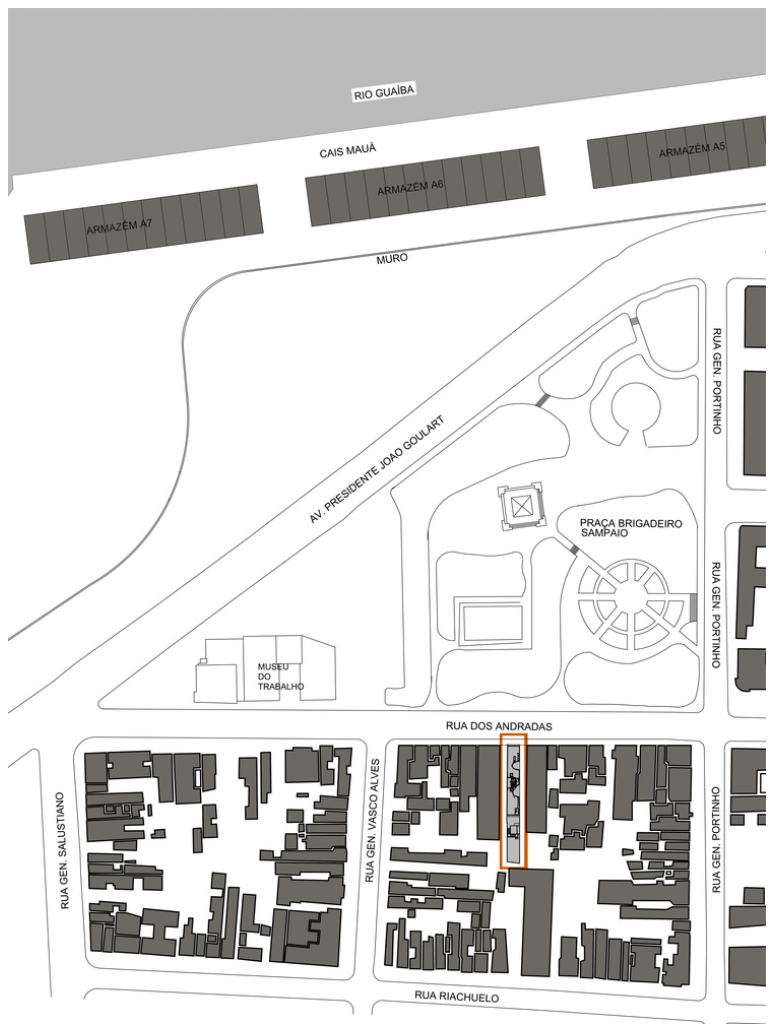 RIO GUAÍBA
CAIS MAUÁ
ARMAZÉM A5
ARMAZÉM A6
ARMAZÉM A7
MURO
RUA GEN. PORTINHO
AV. PRESIDENTE JOAO GOULART
PRAÇA BRIGADEIRO
SAMPAIO
RUA GEN. PORTINHO
MUSEU
DO
TRABALHO
RUA DOS ANDRADAS
RUA GEN. SALUSTIANO
RUA GEN. VASCO ALVES
RUA GEN. PORTINHO
RUA RIACHUELO